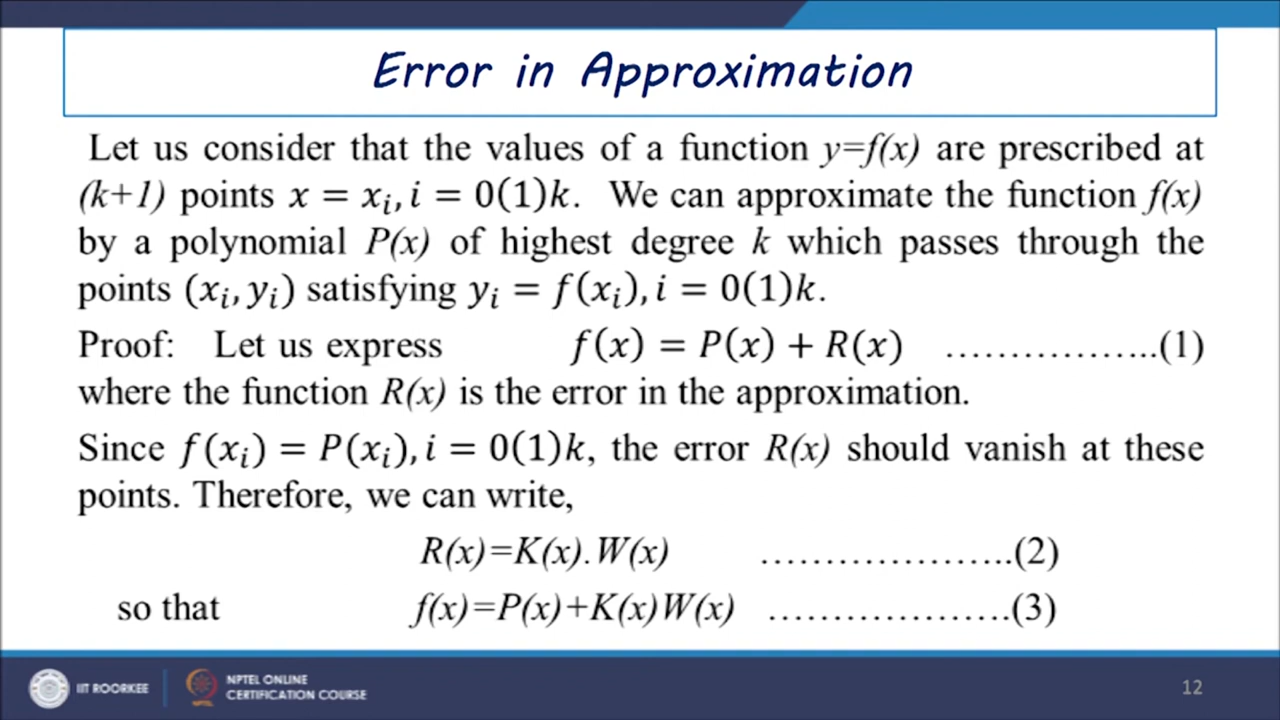 Error in Approximation
Let us consider that the values of a function y=f(x) are prescribed at
(k+1) points x = xᵢ, i = 0(1)k. We can approximate the function f(x)
by a polynomial P(x) of highest degree k which passes through the
points (xᵢ, yᵢ) satisfying yᵢ = f(xᵢ), i = 0(1)k.
Proof: Let us express f(x) = P(x) + R(x) ………………..(1)
where the function R(x) is the error in the approximation.
Since f(xᵢ) = P(xᵢ), i = 0(1)k, the error R(x) should vanish at these
points. Therefore, we can write,
R(x)=K(x).W(x) …………………..(2)
so that f(x)=P(x)+K(x)W(x) ………………….(3)
IIT ROORKEE
NPTEL ONLINE
CERTIFICATION COURSE
12